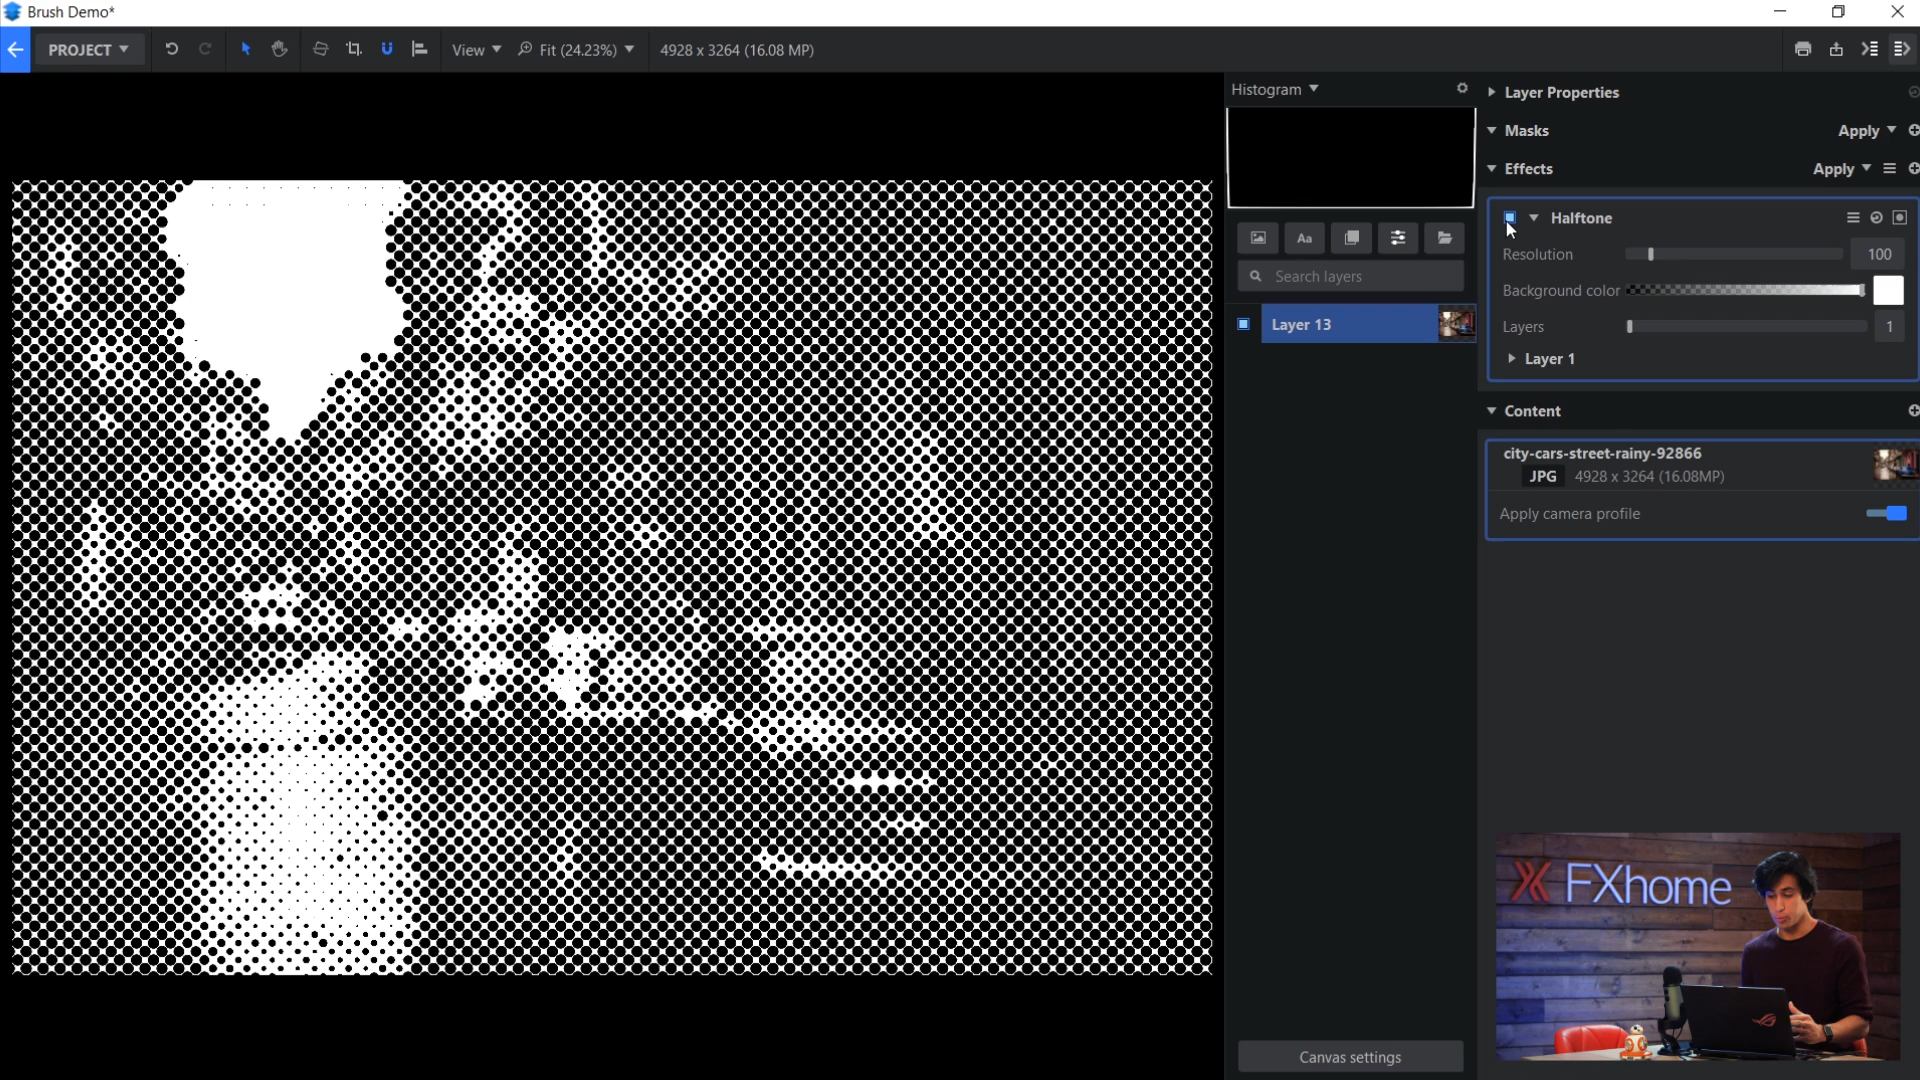 Brush Demo*
PROJECT
View
Fit (24.23%)
4928 x 3264 (16.08 MP)
Histogram
Aa
Search layers
Layer 13
Canvas settings
Layer Properties
Masks
Apply
Effects
Apply
Halftone
Resolution
100
Background color
Layers
1
Layer 1
Content
city-cars-street-rainy-92866
JPG
4928 x 3264 (16.08MP)
Apply camera profile
FXhome